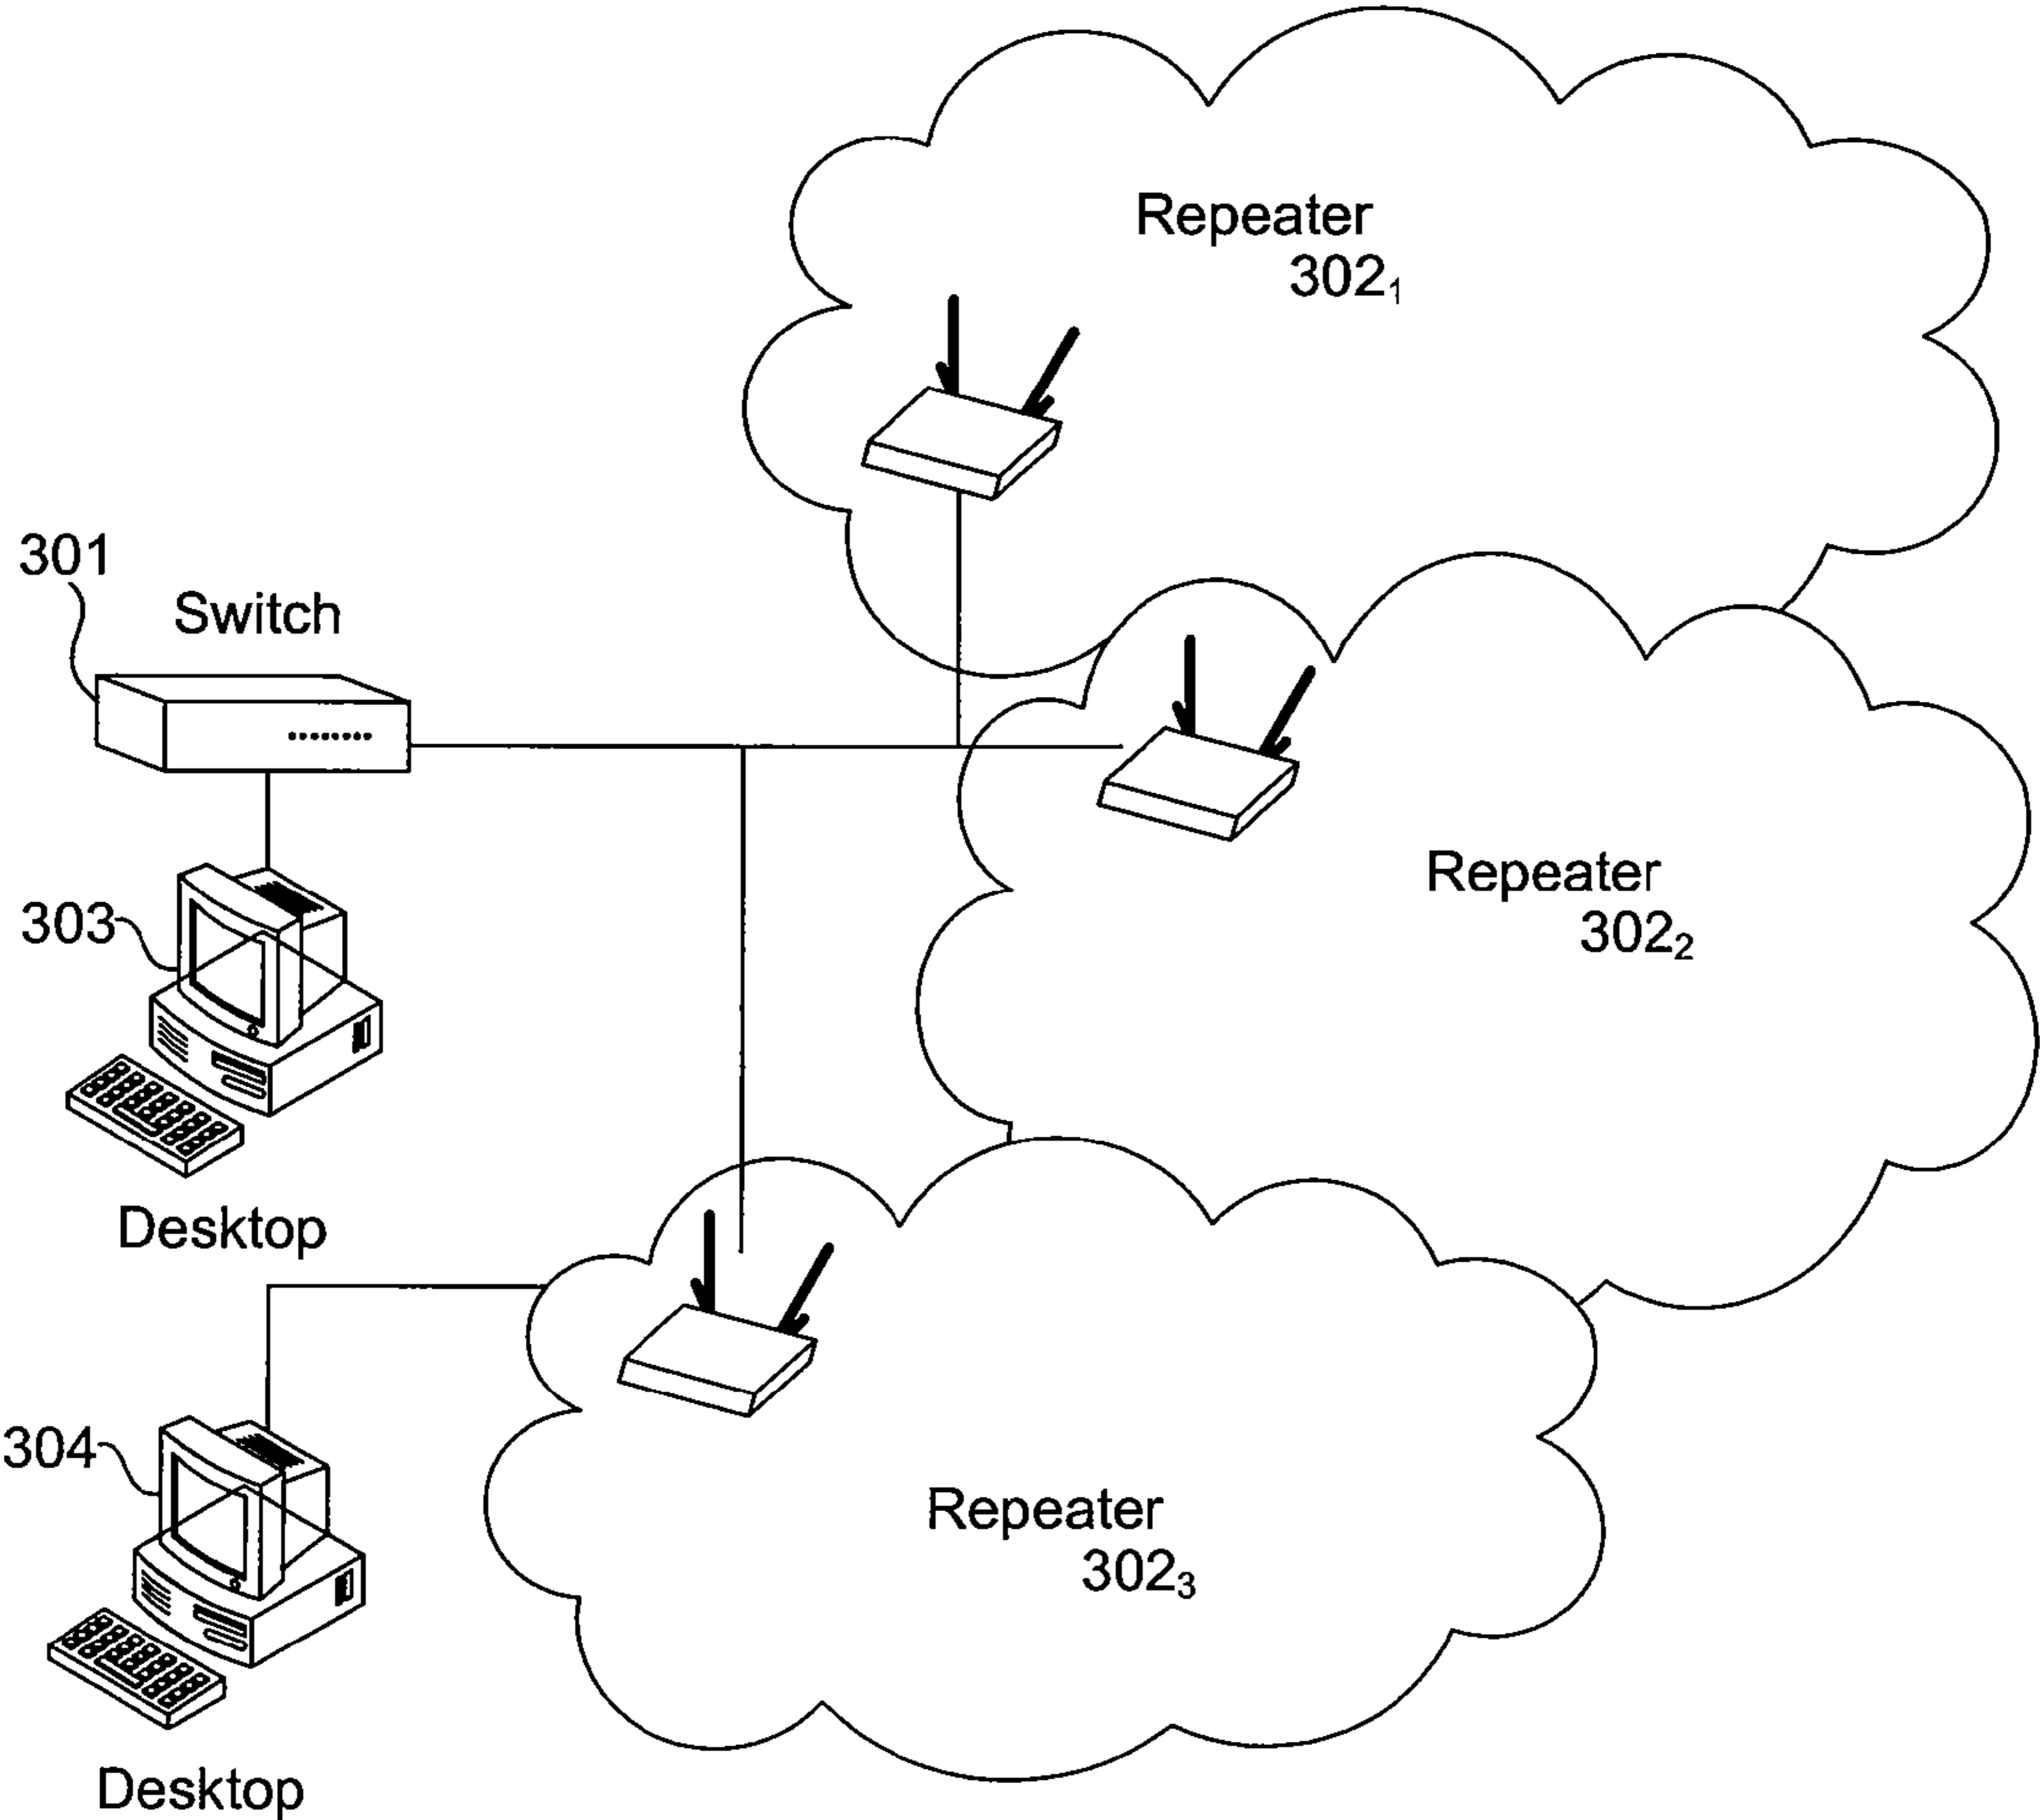 Repeater
302₁
301
Switch
303
Repeater
302₂
Desktop
304
Repeater
302₃
Desktop